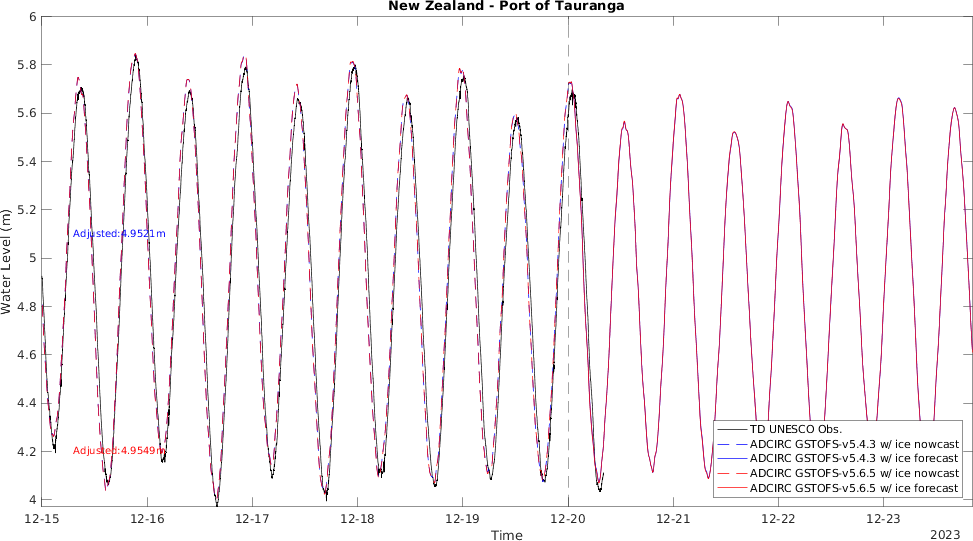 New Zealand - Port of Tauranga
6
5.8
5.6
5.4
5.2
5
4.8
4.6
4.4
4.2
4
Water Level (m)
Adjusted:4.9521m
Adjusted:4.9549m
TD UNESCO Obs.
ADCIRC GSTOFS-v5.4.3 w/ ice nowcast
ADCIRC GSTOFS-v5.4.3 w/ ice forecast
ADCIRC GSTOFS-v5.6.5 w/ ice nowcast
ADCIRC GSTOFS-v5.6.5 w/ ice forecast
12-15 12-16 12-17 12-18 12-19 12-20 12-21 12-22 12-23
Time
2023